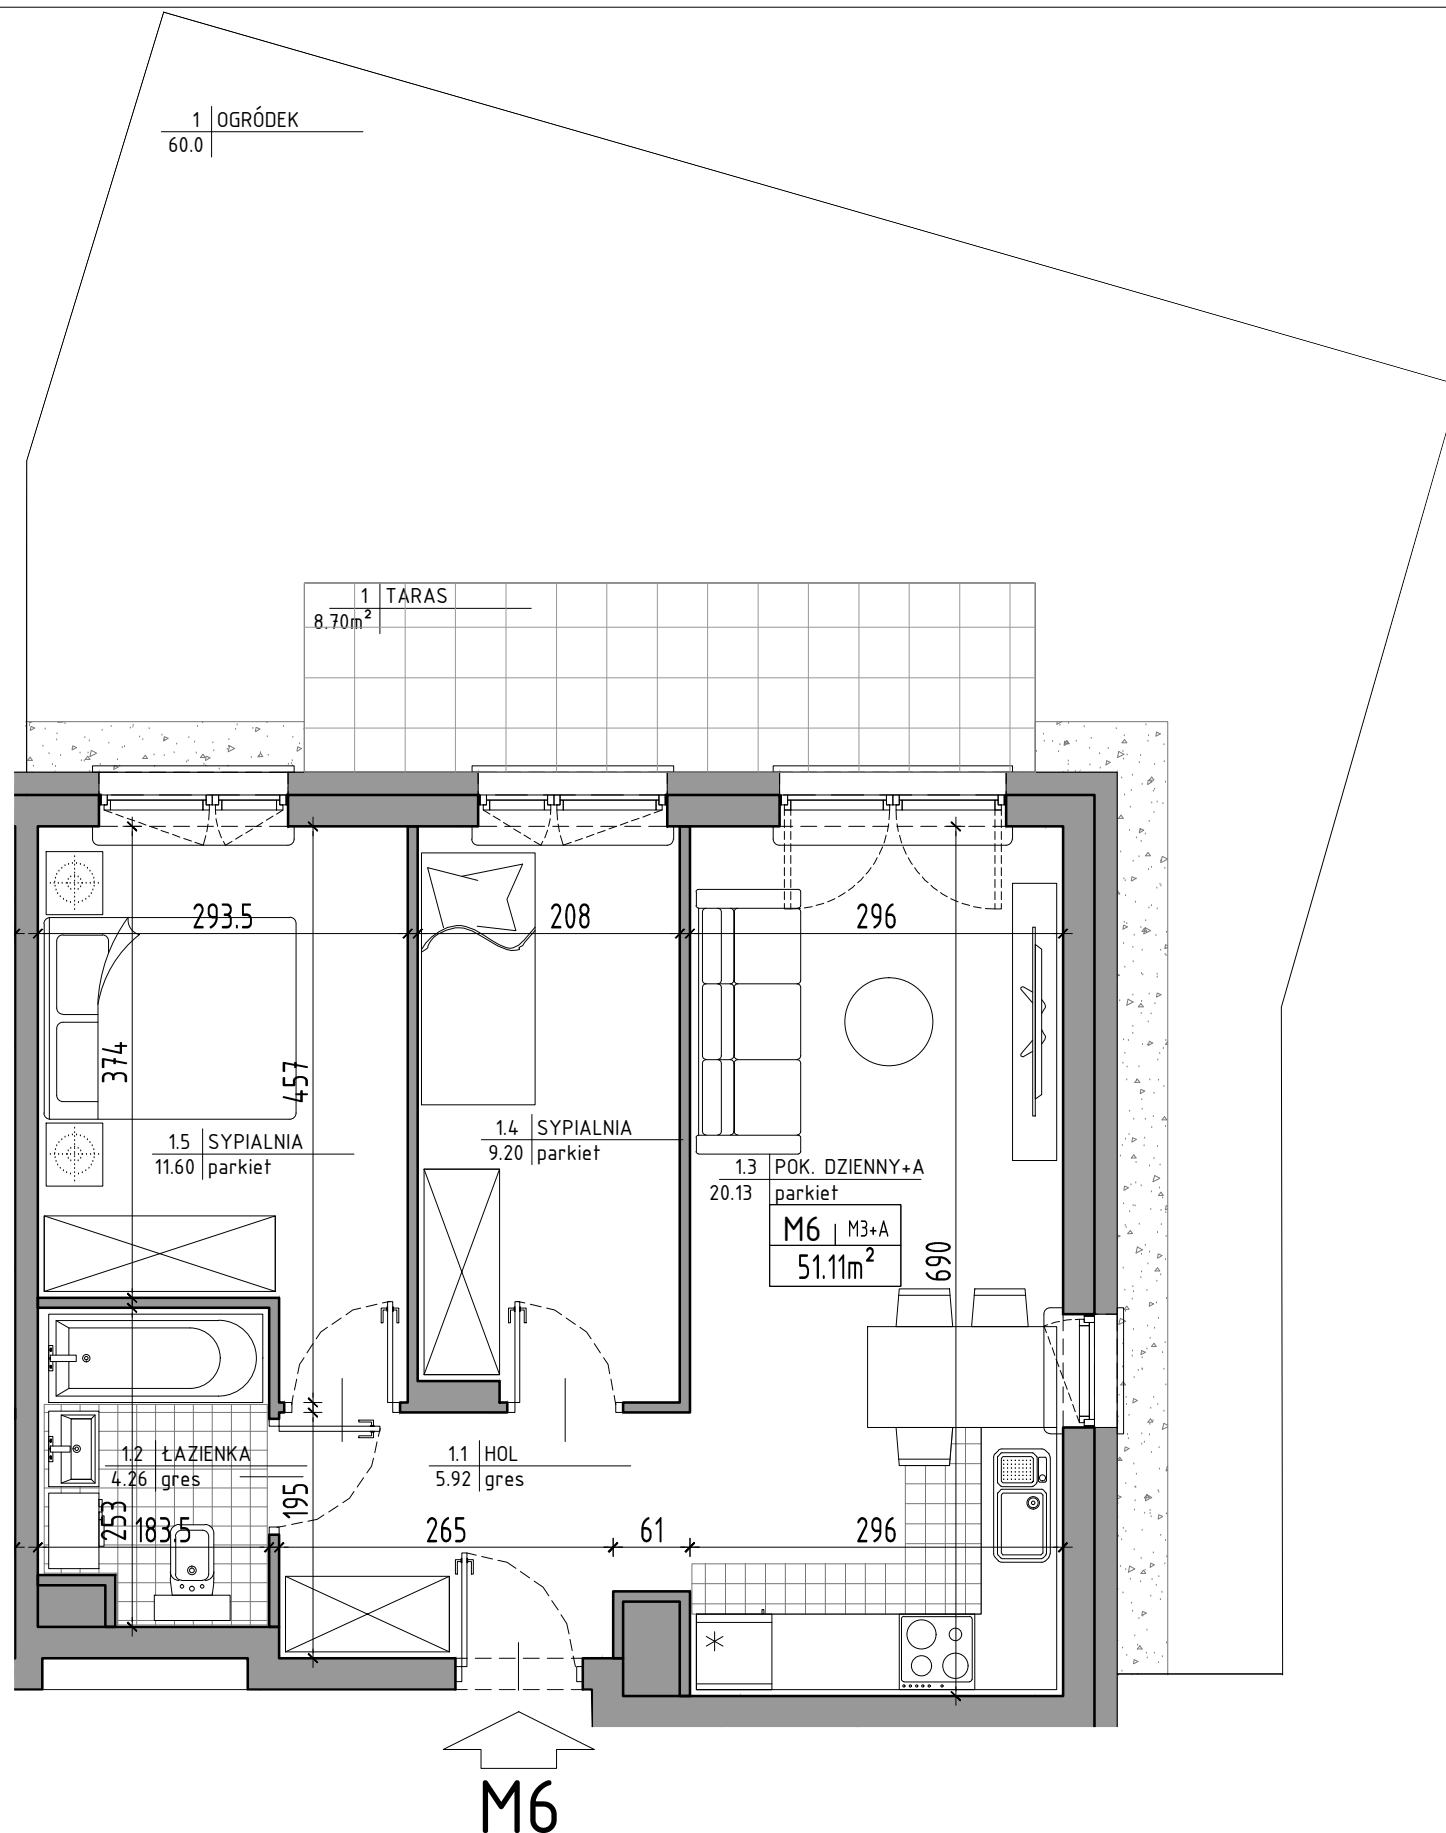 1 OGRÓDEK
60.0
1 TARAS
8.70m²
293.5
208
296
374
457
1.5 SYPIALNIA
11.60 parkiet
1.4 SYPIALNIA
9.20 parkiet
1.3 POK. DZIENNY+A
20.13 parkiet
M6 | M3+A
51.11m²
690
1.2 ŁAZIENKA
4.26 gres
1.1 HOL
5.92 gres
253
183.5
195
265
61
296
M6